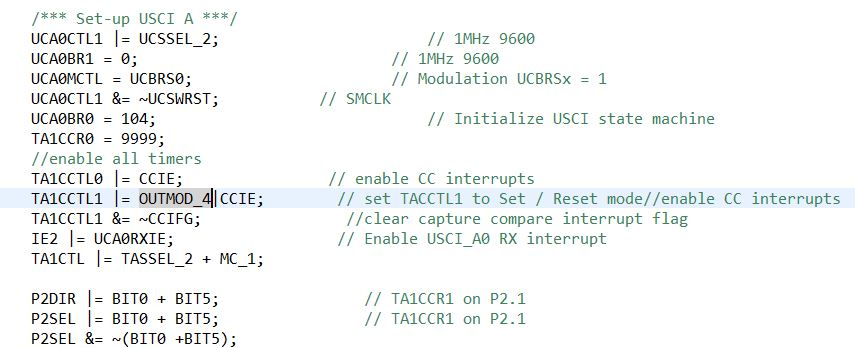 /*** Set-up USCI A ***/
UCA0CTL1 |= UCSSEL_2; // 1MHz 9600
UCA0BR1 = 0; // 1MHz 9600
UCA0MCTL = UCBRS0; // Modulation UCBRSx = 1
UCA0CTL1 &= ~UCSWRST; // SMCLK
UCA0BR0 = 104; // Initialize USCI state machine
TA1CCR0 = 9999;
//enable all timers
TA1CCTL0 |= CCIE; // enable CC interrupts
TA1CCTL1 |= OUTMOD_4|CCIE; // set TACCTL1 to Set / Reset mode//enable CC interrupts
TA1CCTL1 &= ~CCIFG; //clear capture compare interrupt flag
IE2 |= UCA0RXIE; // Enable USCI_A0 RX interrupt
TA1CTL |= TASSEL_2 + MC_1;
P2DIR |= BIT0 + BIT5; // TA1CCR1 on P2.1
P2SEL |= BIT0 + BIT5; // TA1CCR1 on P2.1
P2SEL &= ~(BIT0 +BIT5);